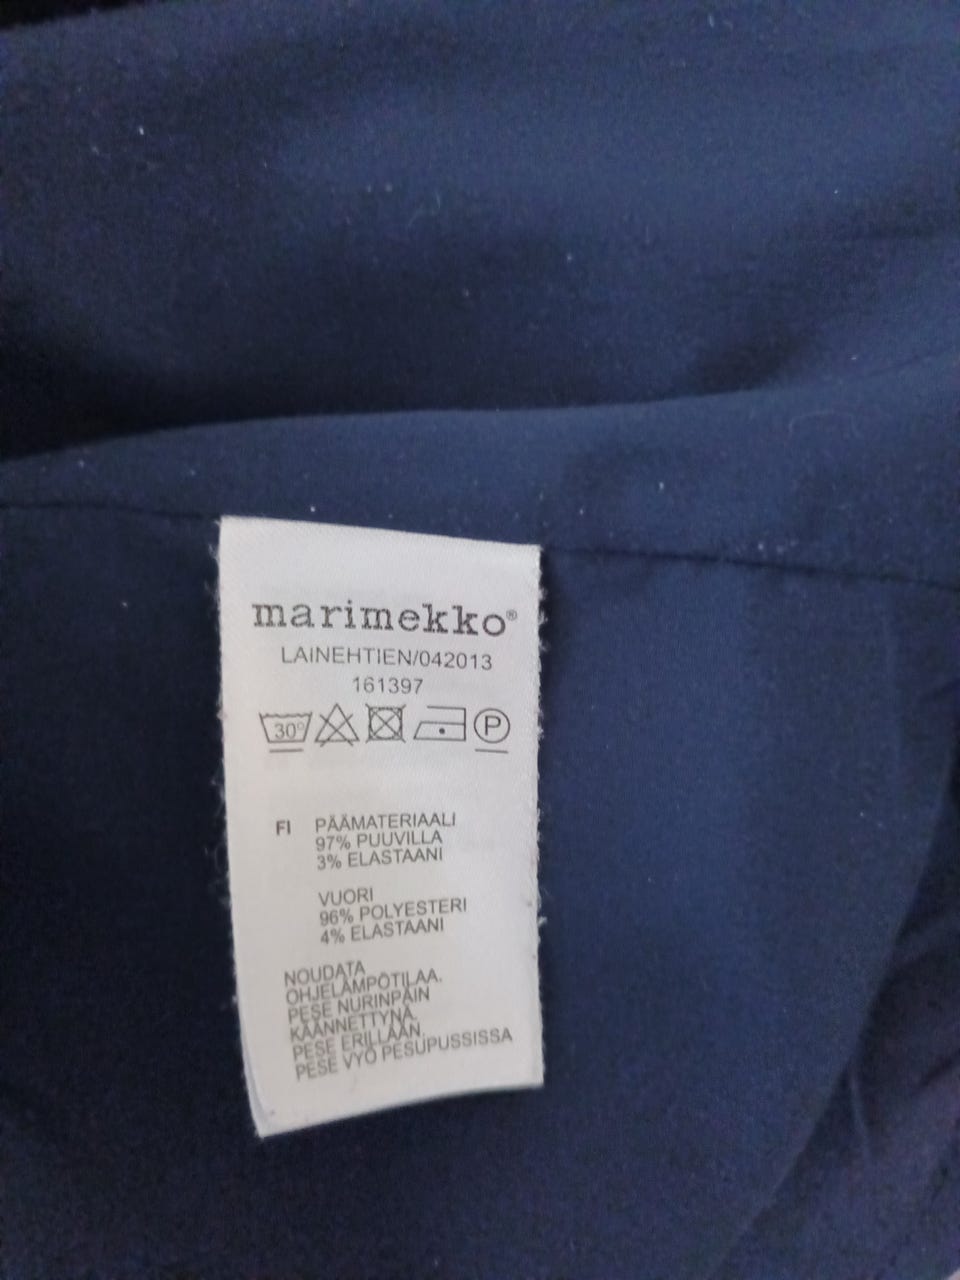 marimekko®
LAINEHTIEN/042013
161397
30° P
FI PÄÄMATERIAALI
97% PUUVILLA
3% ELASTAANI
VUORI
96% POLYESTERI
4% ELASTAANI
NOUDATA
OHJELÄMPÖTILAA.
PESE NURINPÄIN
KÄÄNNETTYNÄ.
PESE ERILLÄÄN.
PESE VYÖ PESUPUSSISSA